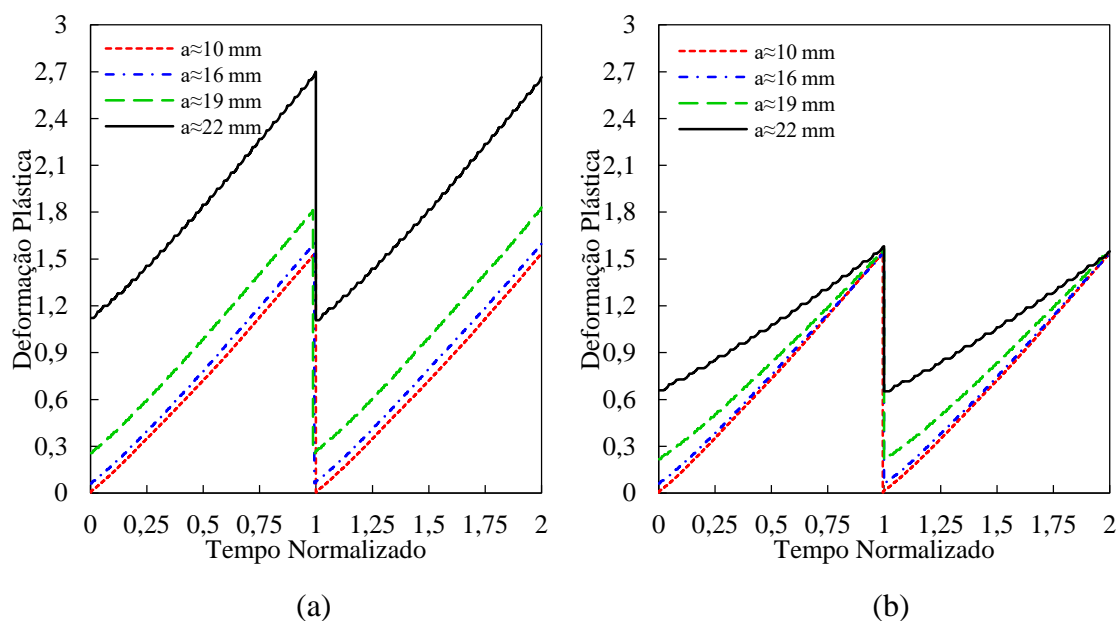 3
2,7
2,4
2,1
1,8
1,5
1,2
0,9
0,6
0,3
0
Deformação Plástica
a≈10 mm
a≈16 mm
a≈19 mm
a≈22 mm
0 0,25 0,5 0,75 1 1,25 1,5 1,75 2
Tempo Normalizado
(a)
3
2,7
2,4
2,1
1,8
1,5
1,2
0,9
0,6
0,3
0
Deformação Plástica
a≈10 mm
a≈16 mm
a≈19 mm
a≈22 mm
0 0,25 0,5 0,75 1 1,25 1,5 1,75 2
Tempo Normalizado
(b)